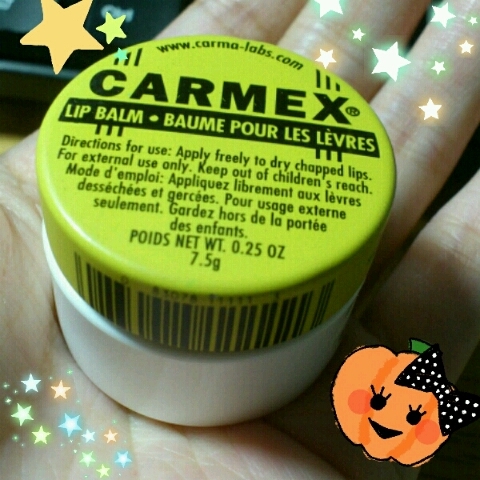 www.carma-labs.com
CARMEX®
LIP BALM • BAUME POUR LES LÈVRES
Directions for use: Apply freely to dry chapped lips.
For external use only. Keep out of children's reach.
Mode d'emploi: Appliquez librement aux lèvres
desséchées et gercées. Pour usage externe
seulement. Gardez hors de la portée
des enfants.
POIDS NET WT. 0.25 OZ
7.5g